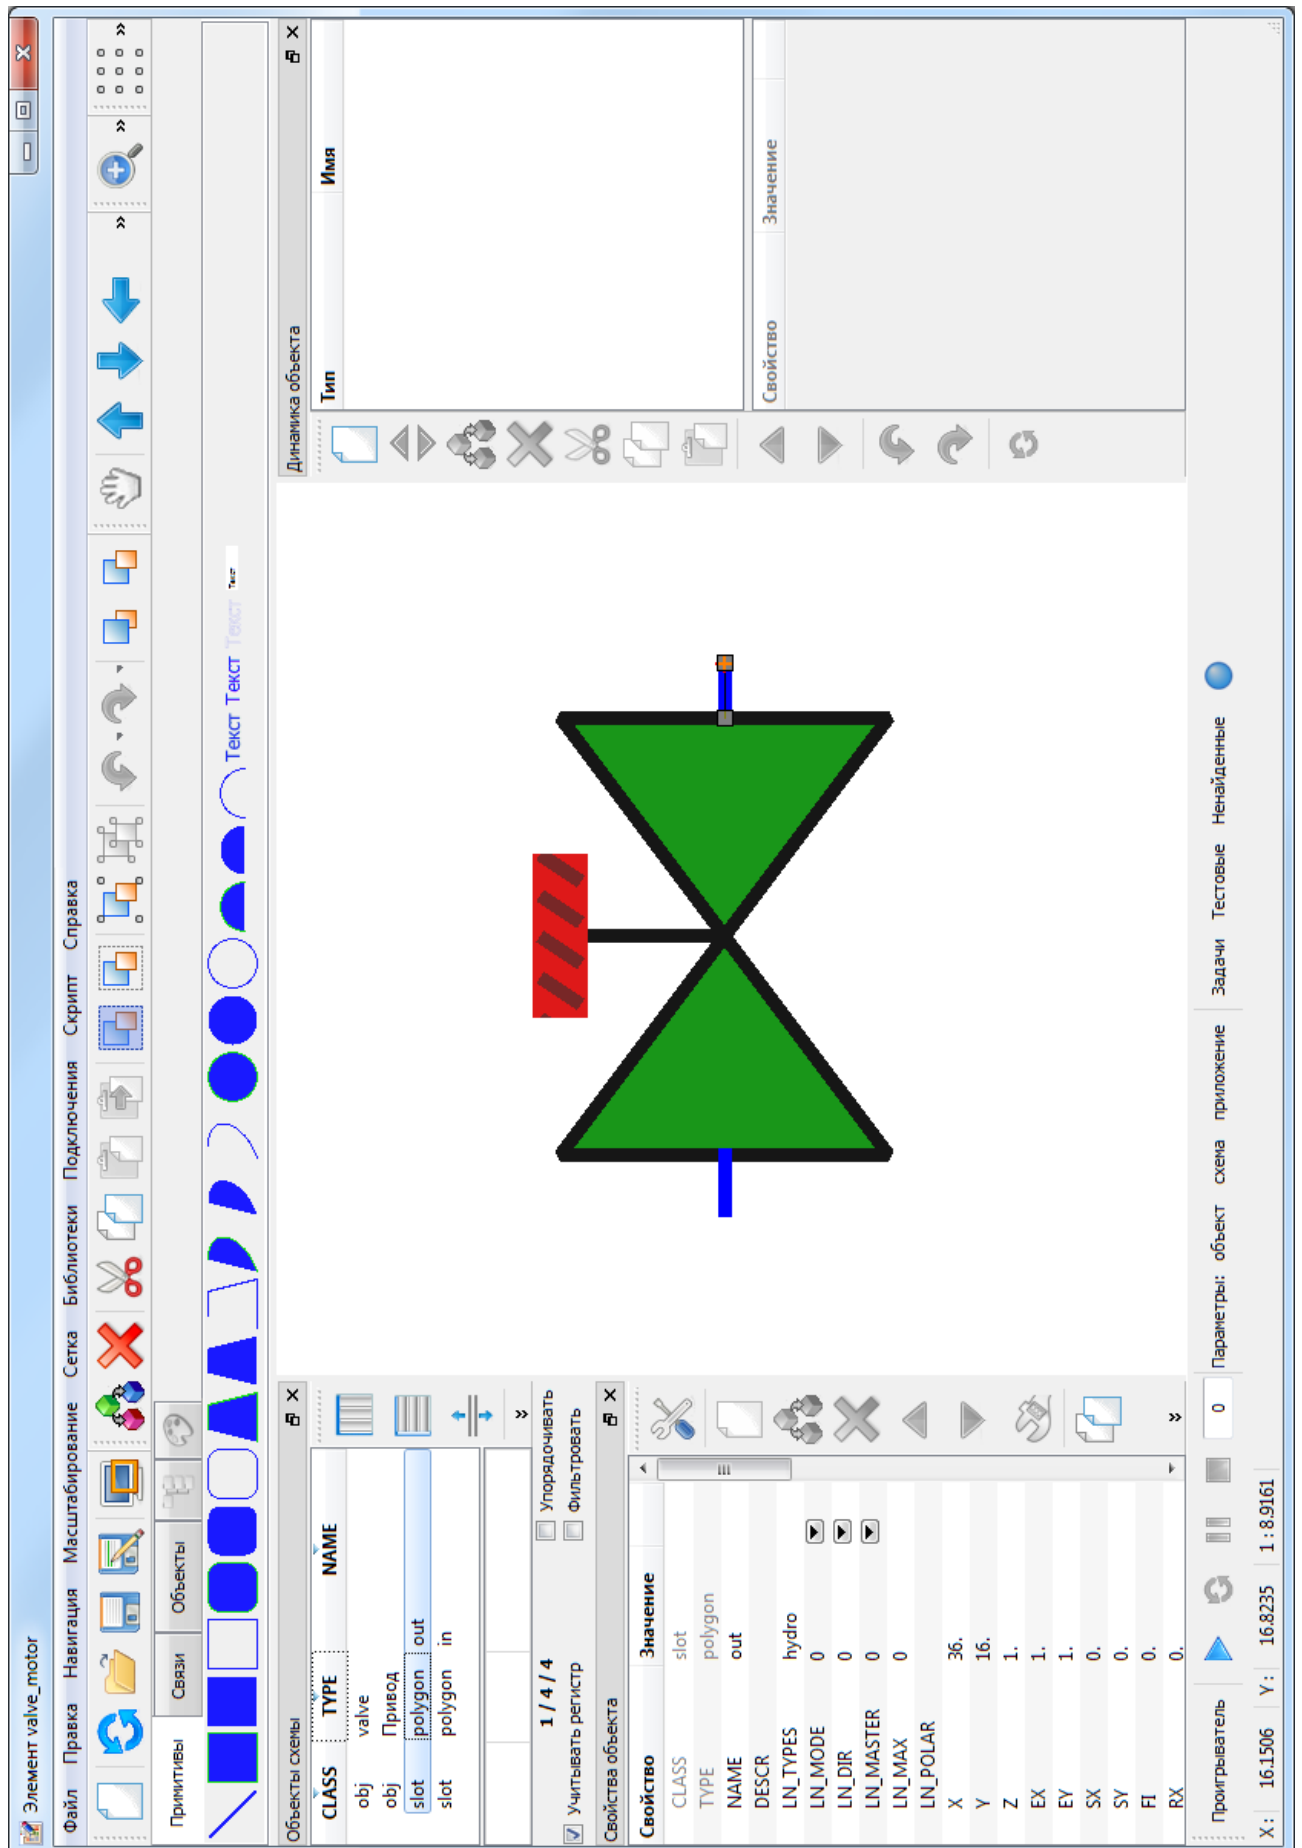 Элемент valve_motor
Файл Правка Навигация Масштабирование Сетка Библиотеки Подключения Скрипт Справка
Примитивы Связи Объекты
Текст Текст Текст Текст
Объекты схемы
CLASS TYPE NAME
obj valve
obj Привод
slot polygon out
slot polygon in
1 / 4 / 4
Учитывать регистр
Упорядочивать
Фильтровать
Свойства объекта
Свойство Значение
CLASS slot
TYPE polygon
NAME out
DESCR
LN_TYPES hydro
LN_MODE 0
LN_DIR 0
LN_MASTER 0
LN_MAX 0
LN_POLAR
X 36.
Y 16.
Z 1.
EX 1.
EY 1.
SX 0.
SY 0.
FI 0.
RX 0.
Динамика объекта
Тип Имя
Свойство Значение
Проигрыватель 0 Параметры: объект схема приложение Задачи Тестовые Ненайденные
X: 16.1506 Y: 16.8235 1 : 8.9161